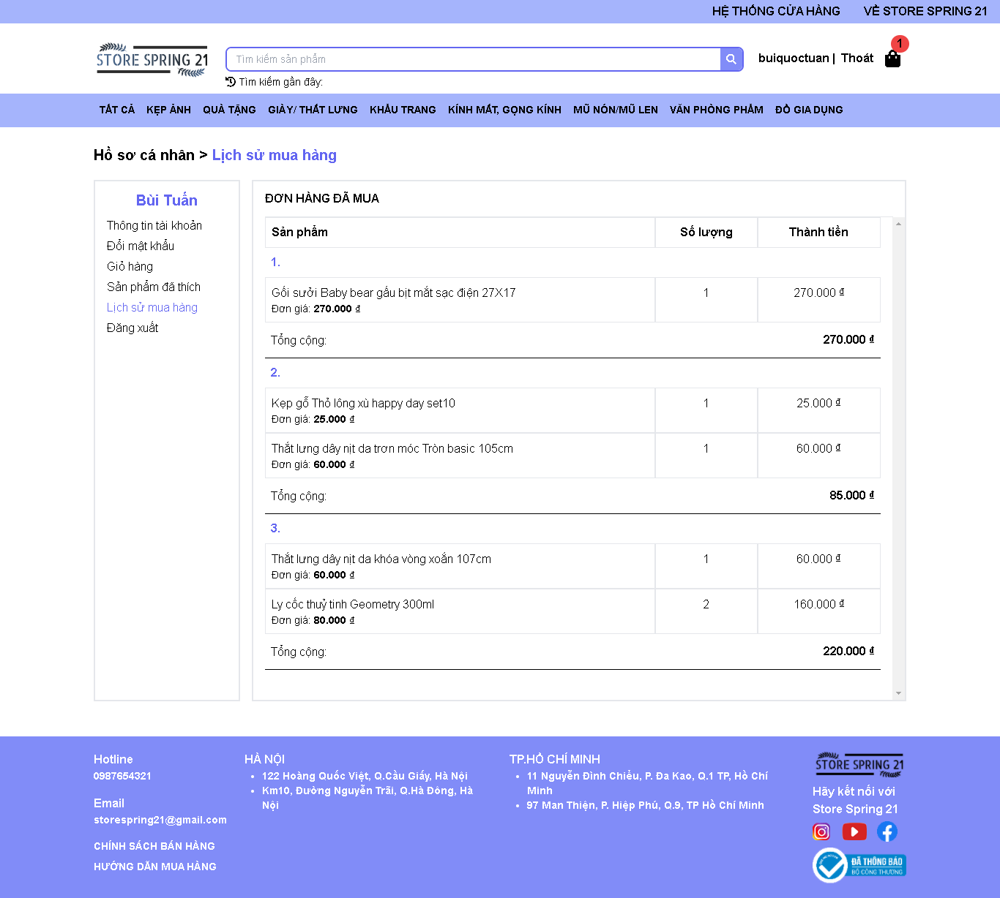 HỆ THỐNG CỬA HÀNG VỀ STORE SPRING 21
STORE SPRING 21
Tìm kiếm sản phẩm
buiquoctuan | Thoát
1
Tìm kiếm gần đây:
TẤT CẢ KẸP ẢNH QUÀ TẶNG GIÀY/ THẮT LƯNG KHẨU TRANG KÍNH MẮT, GỌNG KÍNH MŨ NÓN/MŨ LEN VĂN PHÒNG PHẨM ĐỒ GIA DỤNG
Hồ sơ cá nhân > Lịch sử mua hàng
Bùi Tuấn
Thông tin tài khoản
Đổi mật khẩu
Giỏ hàng
Sản phẩm đã thích
Lịch sử mua hàng
Đăng xuất
ĐƠN HÀNG ĐÃ MUA
Sản phẩm Số lượng Thành tiền
1.
Gối sưởi Baby bear gấu bịt mắt sạc điện 27X17 1 270.000 ₫
Đơn giá: 270.000 ₫
Tổng cộng: 270.000 ₫
2.
Kẹp gỗ Thỏ lông xù happy day set10 1 25.000 ₫
Đơn giá: 25.000 ₫
Thắt lưng dây nịt da trơn móc Tròn basic 105cm 1 60.000 ₫
Đơn giá: 60.000 ₫
Tổng cộng: 85.000 ₫
3.
Thắt lưng dây nịt da khóa vòng xoắn 107cm 1 60.000 ₫
Đơn giá: 60.000 ₫
Ly cốc thuỷ tinh Geometry 300ml 2 160.000 ₫
Đơn giá: 80.000 ₫
Tổng cộng: 220.000 ₫
Hotline
0987654321
Email
storespring21@gmail.com
CHÍNH SÁCH BÁN HÀNG
HƯỚNG DẪN MUA HÀNG
HÀ NỘI
122 Hoàng Quốc Việt, Q.Cầu Giấy, Hà Nội
Km10, Đường Nguyễn Trãi, Q.Hà Đông, Hà
Nội
TP.HỒ CHÍ MINH
11 Nguyễn Đình Chiểu, P. Đa Kao, Q.1 TP, Hồ Chí
Minh
97 Man Thiện, P. Hiệp Phú, Q.9, TP Hồ Chí Minh
STORE SPRING 21
Hãy kết nối với
Store Spring 21
ĐÃ THÔNG BÁO
BỘ CÔNG THƯƠNG